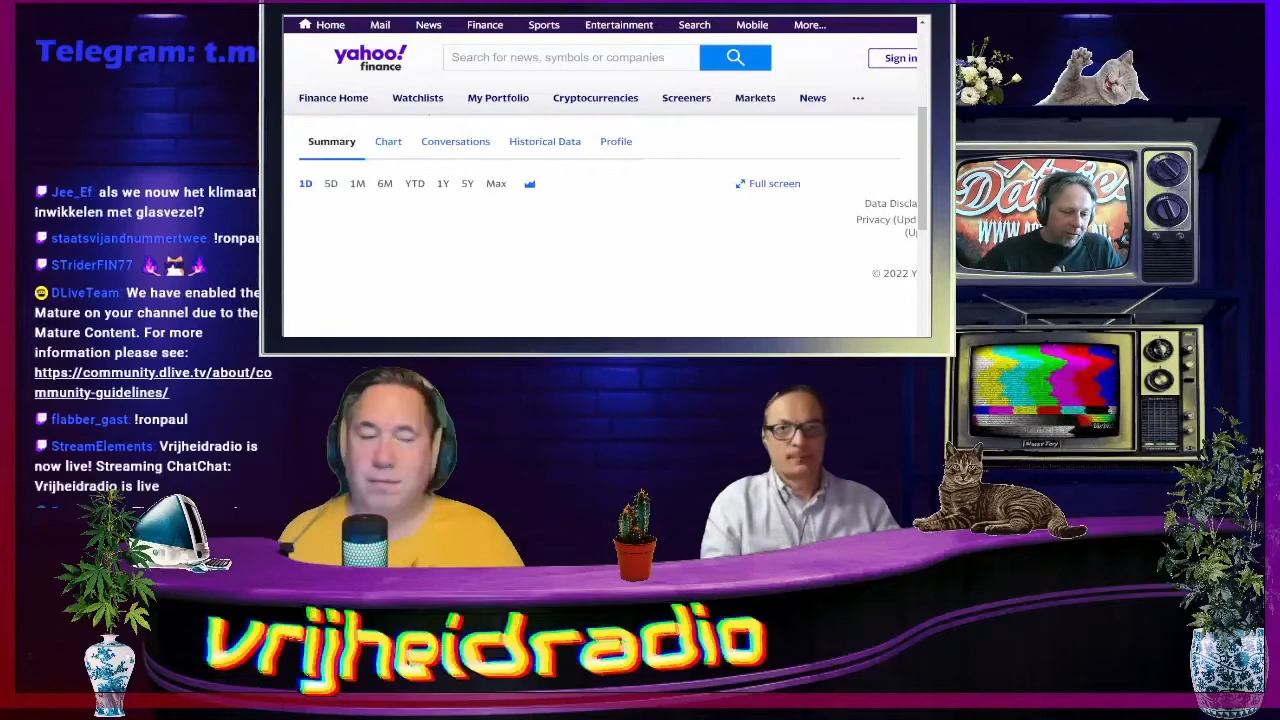 Telegram: t.m
Jee_Ef: als we nouw het klimaat
inwikkelen met glasvezel?
staatsvijandnummertwee: !ronpau
STriderFIN77
DLiveTeam: We have enabled the
Mature on your channel due to the
Mature Content. For more
information please see:
https://community.dlive.tv/about/co
mmunity-guidelines/
flabber_gast: !ronpaul
StreamElements: Vrijheidradio is
now live! Streaming ChatChat:
Vrijheidradio is live
Home Mail News Finance Sports Entertainment Search Mobile More...
yahoo!
finance
Search for news, symbols or companies
Sign in
Finance Home Watchlists My Portfolio Cryptocurrencies Screeners Markets News ...
Summary Chart Conversations Historical Data Profile
1D 5D 1M 6M YTD 1Y 5Y Max Full screen
Data Discla
Privacy (Upd
(Up
© 2022 Y
WWW.
vrijheidradio